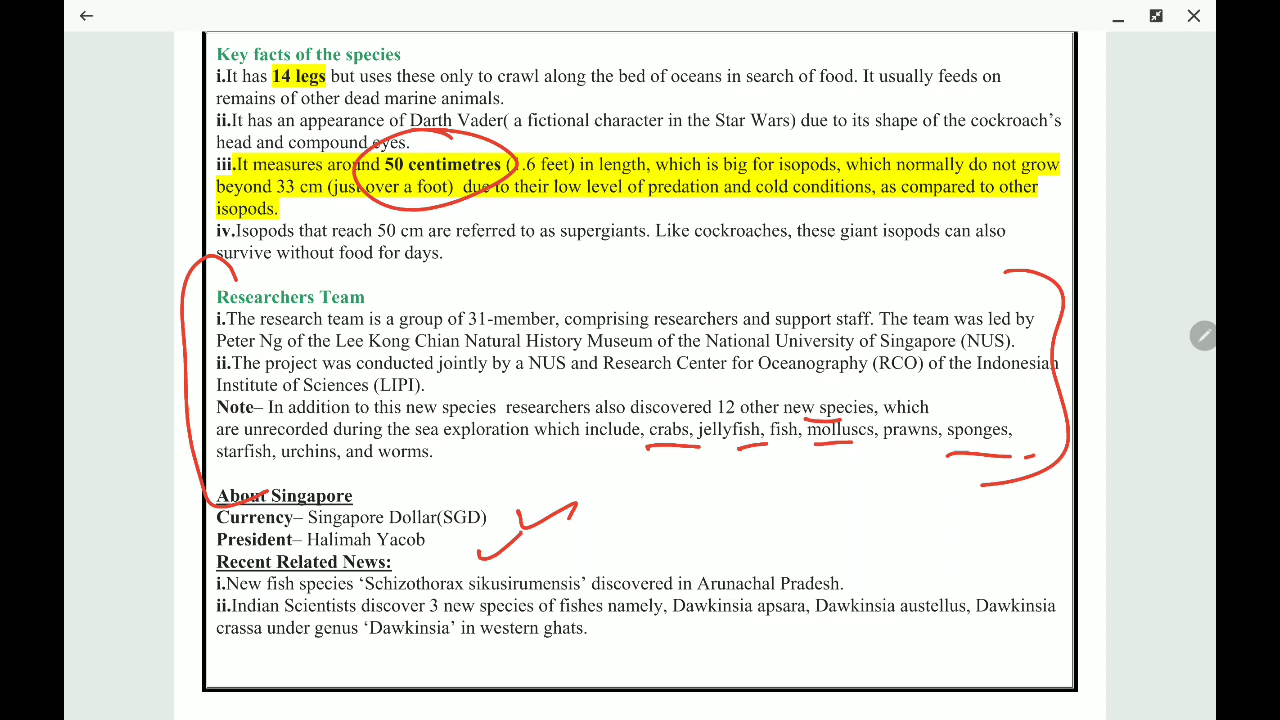 Key facts of the species
i.It has 14 legs but uses these only to crawl along the bed of oceans in search of food. It usually feeds on
remains of other dead marine animals.
ii.It has an appearance of Darth Vader( a fictional character in the Star Wars) due to its shape of the cockroach’s
head and compound eyes.
iii.It measures around 50 centimetres (1.6 feet) in length, which is big for isopods, which normally do not grow
beyond 33 cm (just over a foot)  due to their low level of predation and cold conditions, as compared to other
isopods.
iv.Isopods that reach 50 cm are referred to as supergiants. Like cockroaches, these giant isopods can also
survive without food for days.
Researchers Team
i.The research team is a group of 31-member, comprising researchers and support staff. The team was led by
Peter Ng of the Lee Kong Chian Natural History Museum of the National University of Singapore (NUS).
ii.The project was conducted jointly by a NUS and Research Center for Oceanography (RCO) of the Indonesian
Institute of Sciences (LIPI).
Note– In addition to this new species  researchers also discovered 12 other new species, which
are unrecorded during the sea exploration which include, crabs, jellyfish, fish, molluscs, prawns, sponges,
starfish, urchins, and worms.
About Singapore
Currency– Singapore Dollar(SGD)
President– Halimah Yacob
Recent Related News:
i.New fish species ‘Schizothorax sikusirumensis’ discovered in Arunachal Pradesh.
ii.Indian Scientists discover 3 new species of fishes namely, Dawkinsia apsara, Dawkinsia austellus, Dawkinsia
crassa under genus ‘Dawkinsia’ in western ghats.